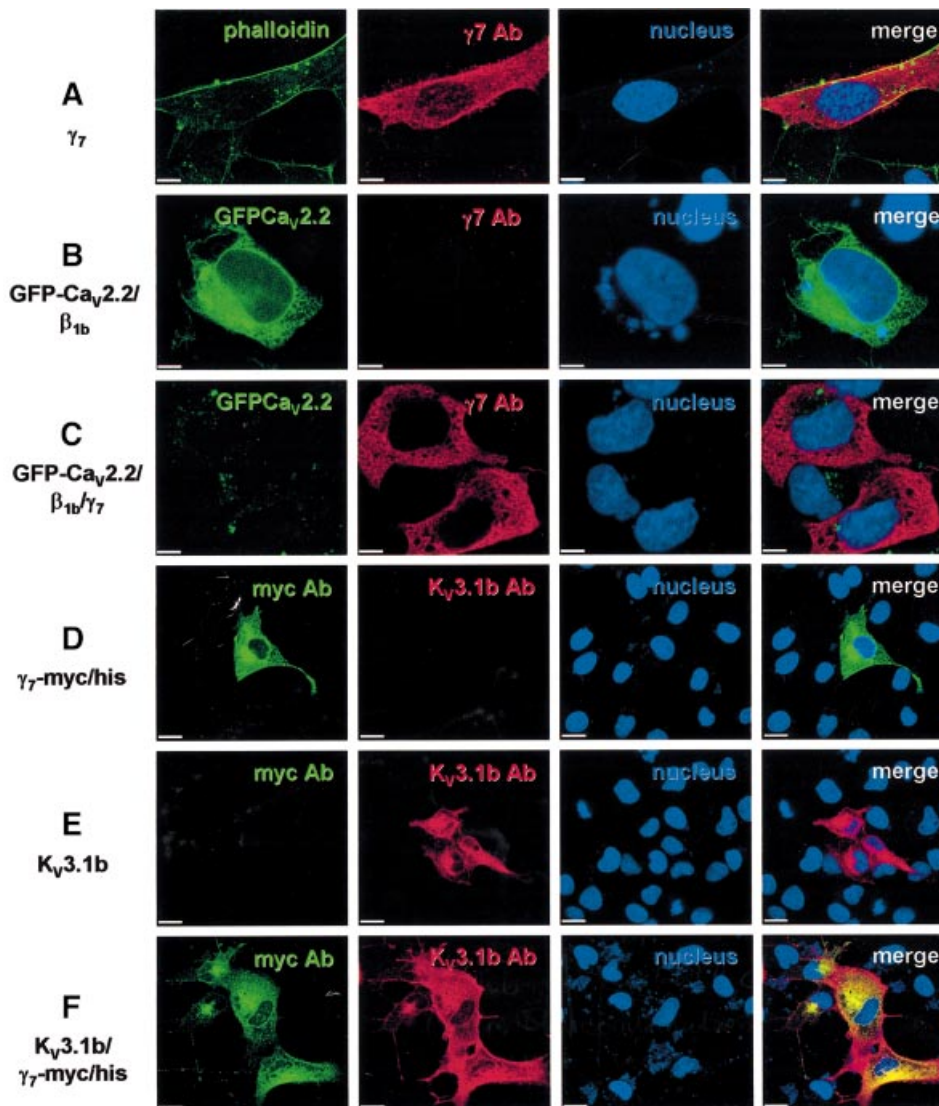 phalloidin γ7 Ab nucleus merge
A
γ₇
GFPCaᵥ2.2 γ7 Ab nucleus merge
B
GFP-Caᵥ2.2/
β₁b
GFPCaᵥ2.2 γ7 Ab nucleus merge
C
GFP-Caᵥ2.2/
β₁b/γ₇
myc Ab Kᵥ3.1b Ab nucleus merge
D
γ₇-myc/his
myc Ab Kᵥ3.1b Ab nucleus merge
E
Kᵥ3.1b
myc Ab Kᵥ3.1b Ab nucleus merge
F
Kᵥ3.1b/
γ₇-myc/his